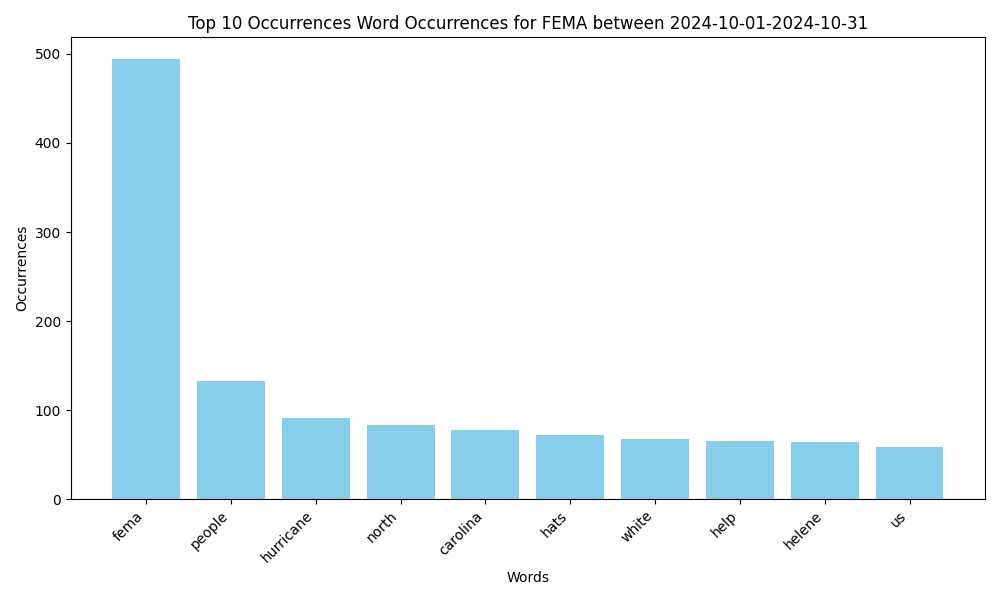 Top 10 Occurrences Word Occurrences for FEMA between 2024-10-01-2024-10-31
500
400
300
200
100
0
Occurrences
fema
people
hurricane
north
carolina
hats
white
help
helene
us
Words